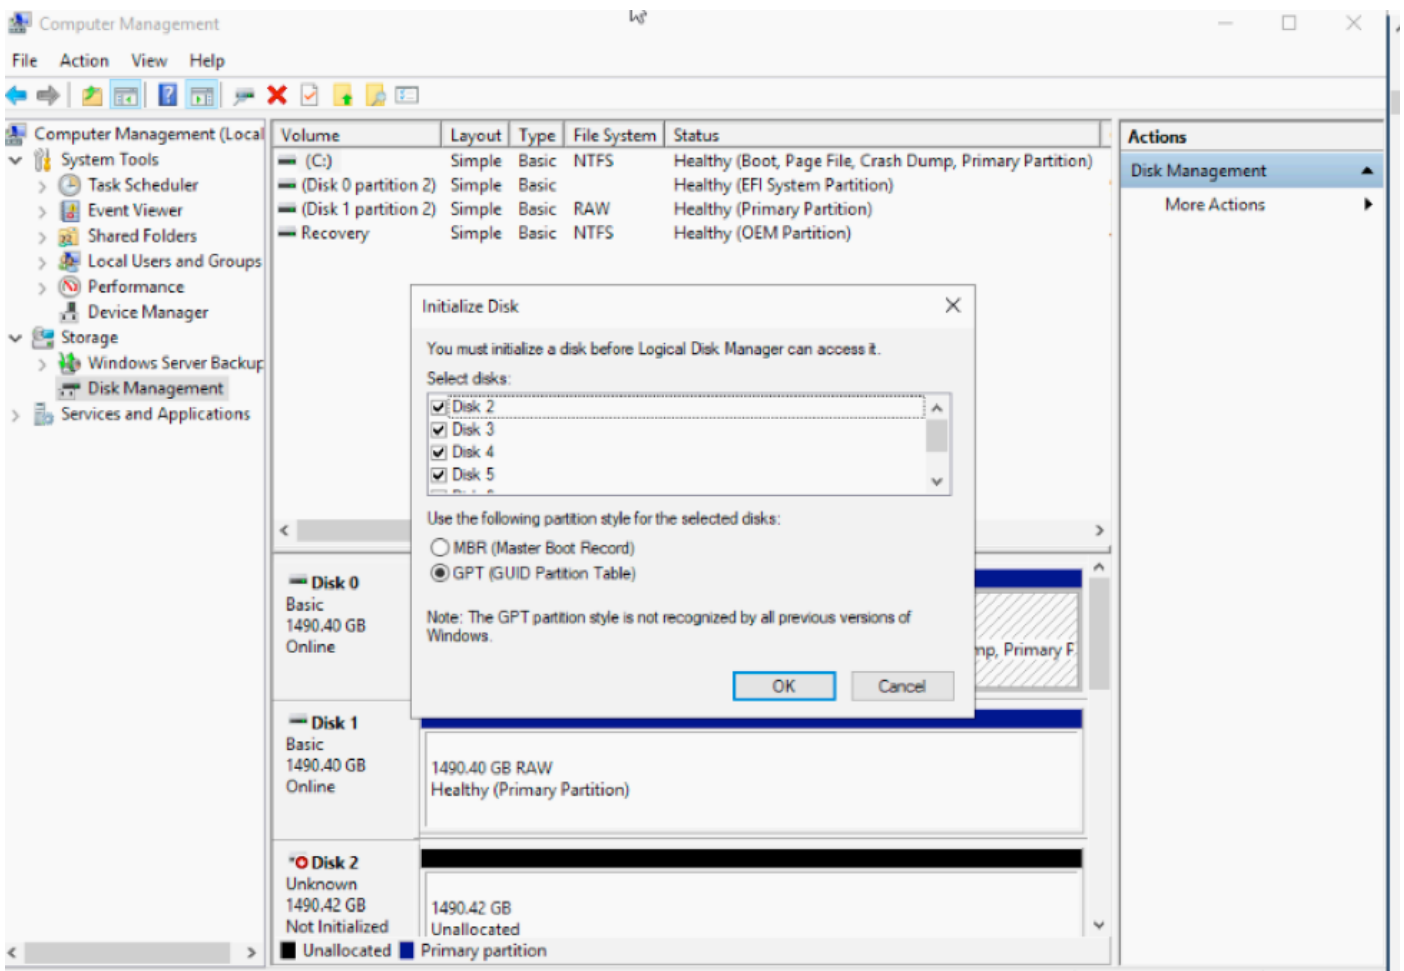 Computer Management
File Action View Help
Computer Management (Local
System Tools
Task Scheduler
Event Viewer
Shared Folders
Local Users and Groups
Performance
Device Manager
Storage
Windows Server Backup
Disk Management
Services and Applications
Volume Layout Type File System Status
(C:) Simple Basic NTFS Healthy (Boot, Page File, Crash Dump, Primary Partition)
(Disk 0 partition 2) Simple Basic Healthy (EFI System Partition)
(Disk 1 partition 2) Simple Basic RAW Healthy (Primary Partition)
Recovery Simple Basic NTFS Healthy (OEM Partition)
Actions
Disk Management
More Actions
Initialize Disk
You must initialize a disk before Logical Disk Manager can access it.
Select disks:
Disk 2
Disk 3
Disk 4
Disk 5
Use the following partition style for the selected disks:
MBR (Master Boot Record)
GPT (GUID Partition Table)
Note: The GPT partition style is not recognized by all previous versions of
Windows.
OK Cancel
Disk 0
Basic
1490.40 GB
Online
mp, Primary P
Disk 1
Basic
1490.40 GB
Online
1490.40 GB RAW
Healthy (Primary Partition)
Disk 2
Unknown
1490.42 GB
Not Initialized
1490.42 GB
Unallocated
Unallocated Primary partition